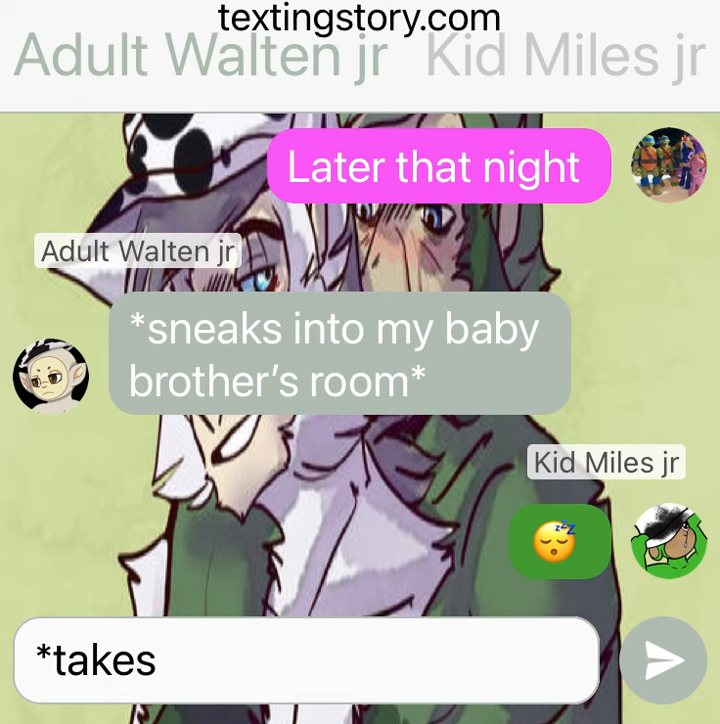 textingstory.com
Adult Walten jr Kid Miles jr
Later that night
Adult Walten jr
*sneaks into my baby
brother’s room*
Kid Miles jr
*takes